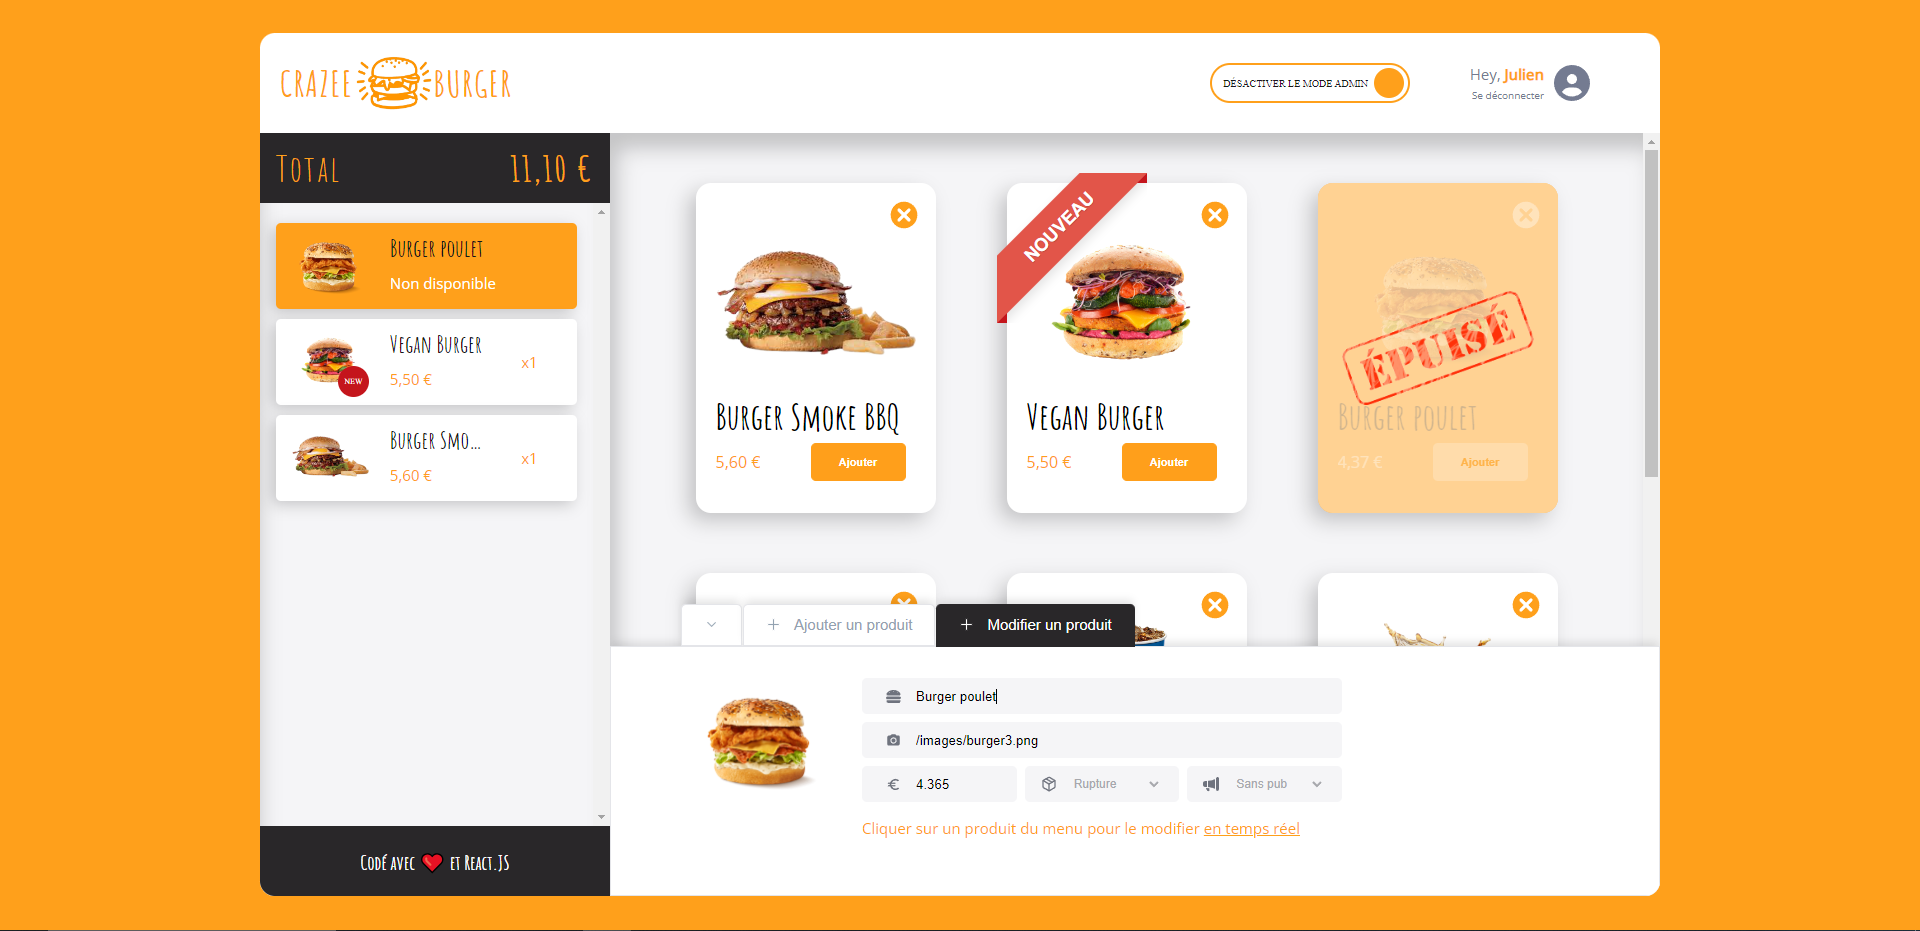 CRAZEE BURGER
DÉSACTIVER LE MODE ADMIN
Hey, Julien
Se déconnecter
TOTAL
11,10 €
BURGER POULET
Non disponible
VEGAN BURGER
5,50 €
x1
NEW
BURGER SMO...
5,60 €
x1
CODÉ AVEC ❤️ ET REACT.JS
BURGER SMOKE BBQ
5,60 €
Ajouter
NOUVEAU
VEGAN BURGER
5,50 €
Ajouter
ÉPUISÉ
BURGER POULET
4,37 €
Ajouter
Ajouter un produit
Modifier un produit
Burger poulet
/images/burger3.png
€ 4.365
Rupture
Sans pub
Cliquer sur un produit du menu pour le modifier en temps réel